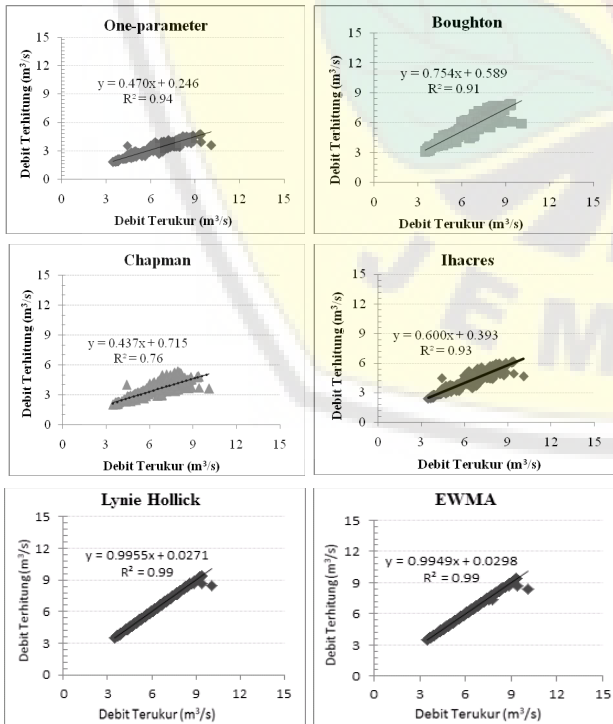 One-parameter
y = 0.470x + 0.246
R² = 0.94
Debit Terhitung (m³/s)
15
12
9
6
3
0
0 3 6 9 12 15
Debit Terukur (m³/s)
Boughton
y = 0.754x + 0.589
R² = 0.91
Debit Terhitung (m³/s)
15
12
9
6
3
0
0 3 6 9 12 15
Debit Terukur (m³/s)
Chapman
y = 0.437x + 0.715
R² = 0.76
Debit Terhitung (m³/s)
15
12
9
6
3
0
0 3 6 9 12 15
Debit Terukur (m³/s)
Ihacres
y = 0.600x + 0.393
R² = 0.93
Debit Terhitung (m³/s)
15
12
9
6
3
0
0 3 6 9 12 15
Debit Terukur (m³/s)
Lynie Hollick
y = 0.9955x + 0.0271
R² = 0.99
Debit Terhitung (m³/s)
15
12
9
6
3
0
0 3 6 9 12 15
Debit Terukur (m³/s)
EWMA
y = 0.9949x + 0.0298
R² = 0.99
Debit Terhitung (m³/s)
15
12
9
6
3
0
0 3 6 9 12 15
Debit Terukur (m³/s)
JEM